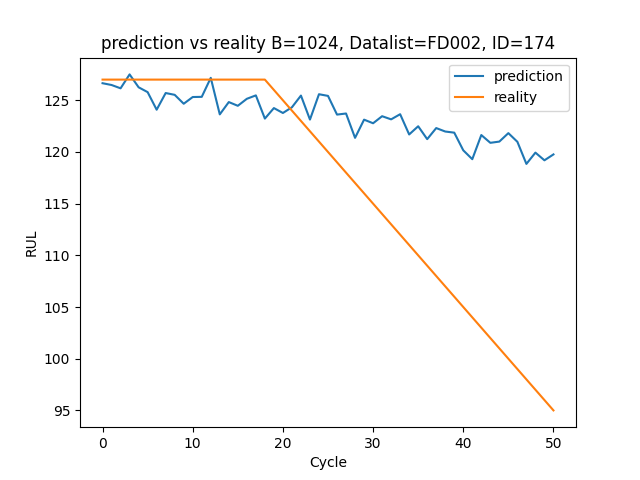 prediction vs reality B=1024, Datalist=FD002, ID=174
prediction
reality
RUL
125
120
115
110
105
100
95
0 10 20 30 40 50
Cycle